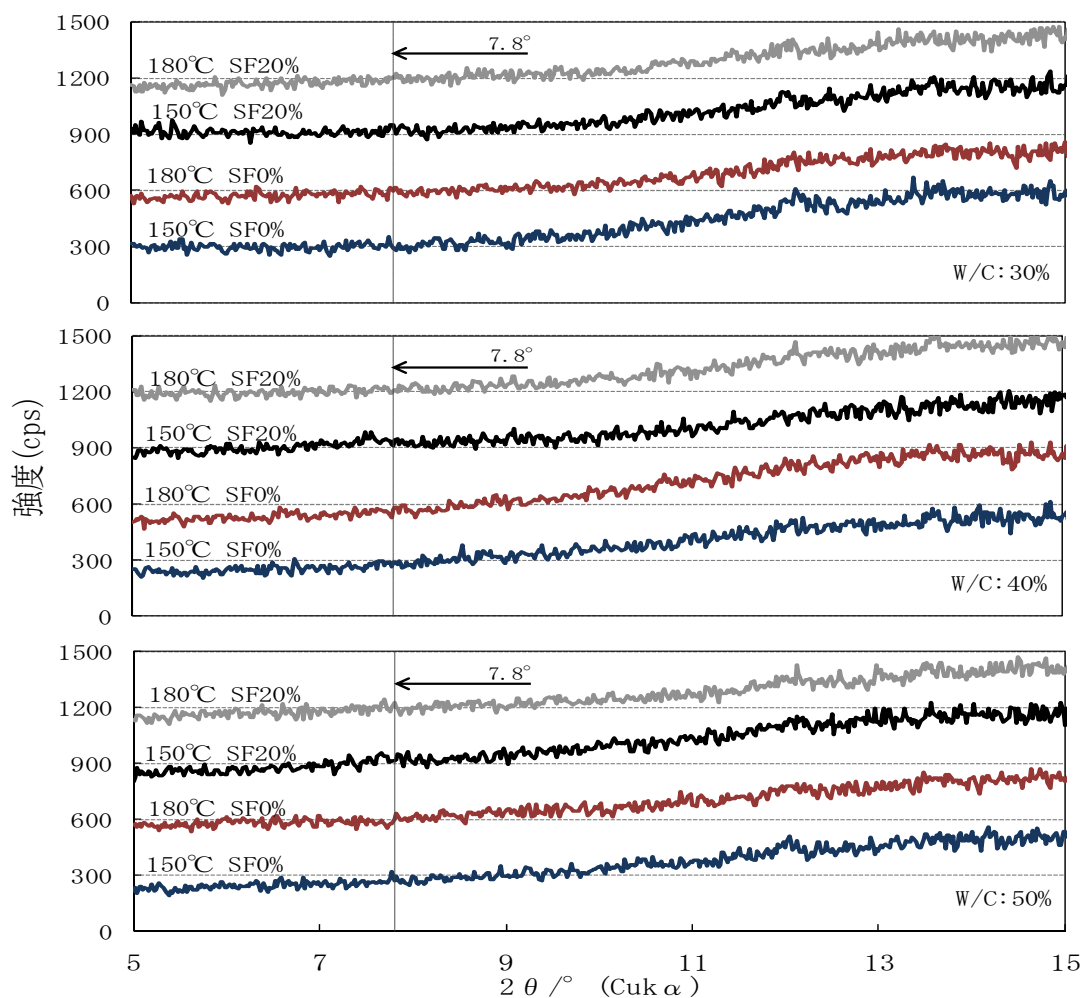 1500
1200
900
600
300
0
7.8°
180℃ SF20%
150℃ SF20%
180℃ SF0%
150℃ SF0%
W/C:30%
1500
1200
900
600
300
0
7.8°
180℃ SF20%
150℃ SF20%
180℃ SF0%
150℃ SF0%
W/C:40%
強度(cps)
1500
1200
900
600
300
0
7.8°
180℃ SF20%
150℃ SF20%
180℃ SF0%
150℃ SF0%
W/C:50%
5 7 9 11 13 15
2 θ /° (Cuk α )